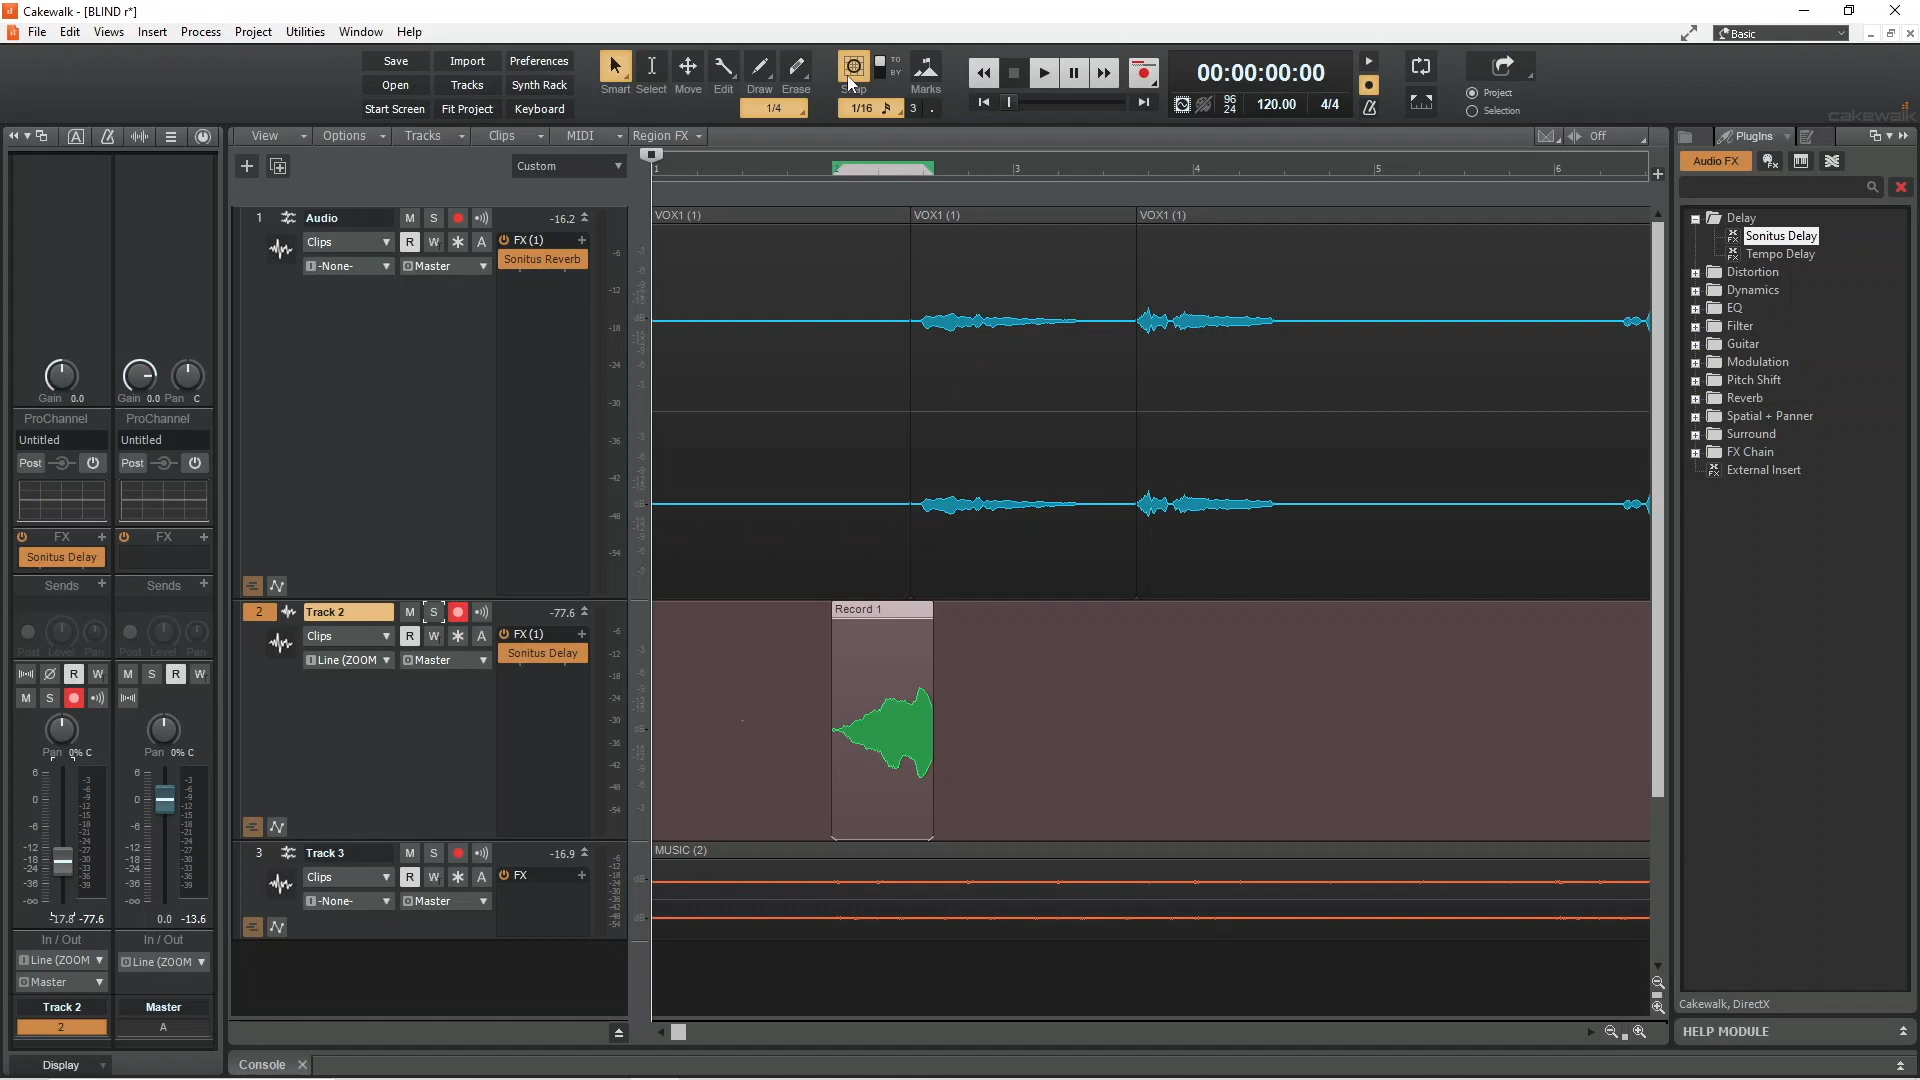 Cakewalk - [BLIND r*]
File Edit Views Insert Process Project Utilities Window Help
Basic
Save Import Preferences
Open Tracks Synth Rack
Start Screen Fit Project Keyboard
Smart Select Move Edit Draw Erase
1/4
Snap
TO
BY
Marks
1/16 3 .
00:00:00:00
96
24
120.00 4/4
Project
Selection
cakewalk
View Options Tracks Clips MIDI Region FX
Off
Custom
1 2 3 4 5 6
PlugIns
Audio FX
Delay
Sonitus Delay
Tempo Delay
Distortion
Dynamics
EQ
Filter
Guitar
Modulation
Pitch Shift
Reverb
Spatial + Panner
Surround
FX Chain
External Insert
Cakewalk, DirectX
HELP MODULE
1 Audio M S -16.2
Clips R W A
FX (1)
-None- Master
Sonitus Reverb
VOX1 (1) VOX1 (1) VOX1 (1)
2 Track 2 M S -77.6
Clips R W A
FX (1)
Line (ZOOM Master
Sonitus Delay
Record 1
3 Track 3 M S -16.9
Clips R W A
FX
-None- Master
MUSIC (2)
Gain 0.0 Gain 0.0 Pan C
ProChannel ProChannel
Untitled Untitled
Post Post
FX FX
Sonitus Delay
Sends Sends
Post Level Pan Post Level Pan
R W M S R W
M S
Pan 0% C Pan 0% C
-17.8 -77.6 0.0 -13.6
In / Out In / Out
Line (ZOOM Line (ZOOM
Master
Track 2 Master
2 A
Display
Console